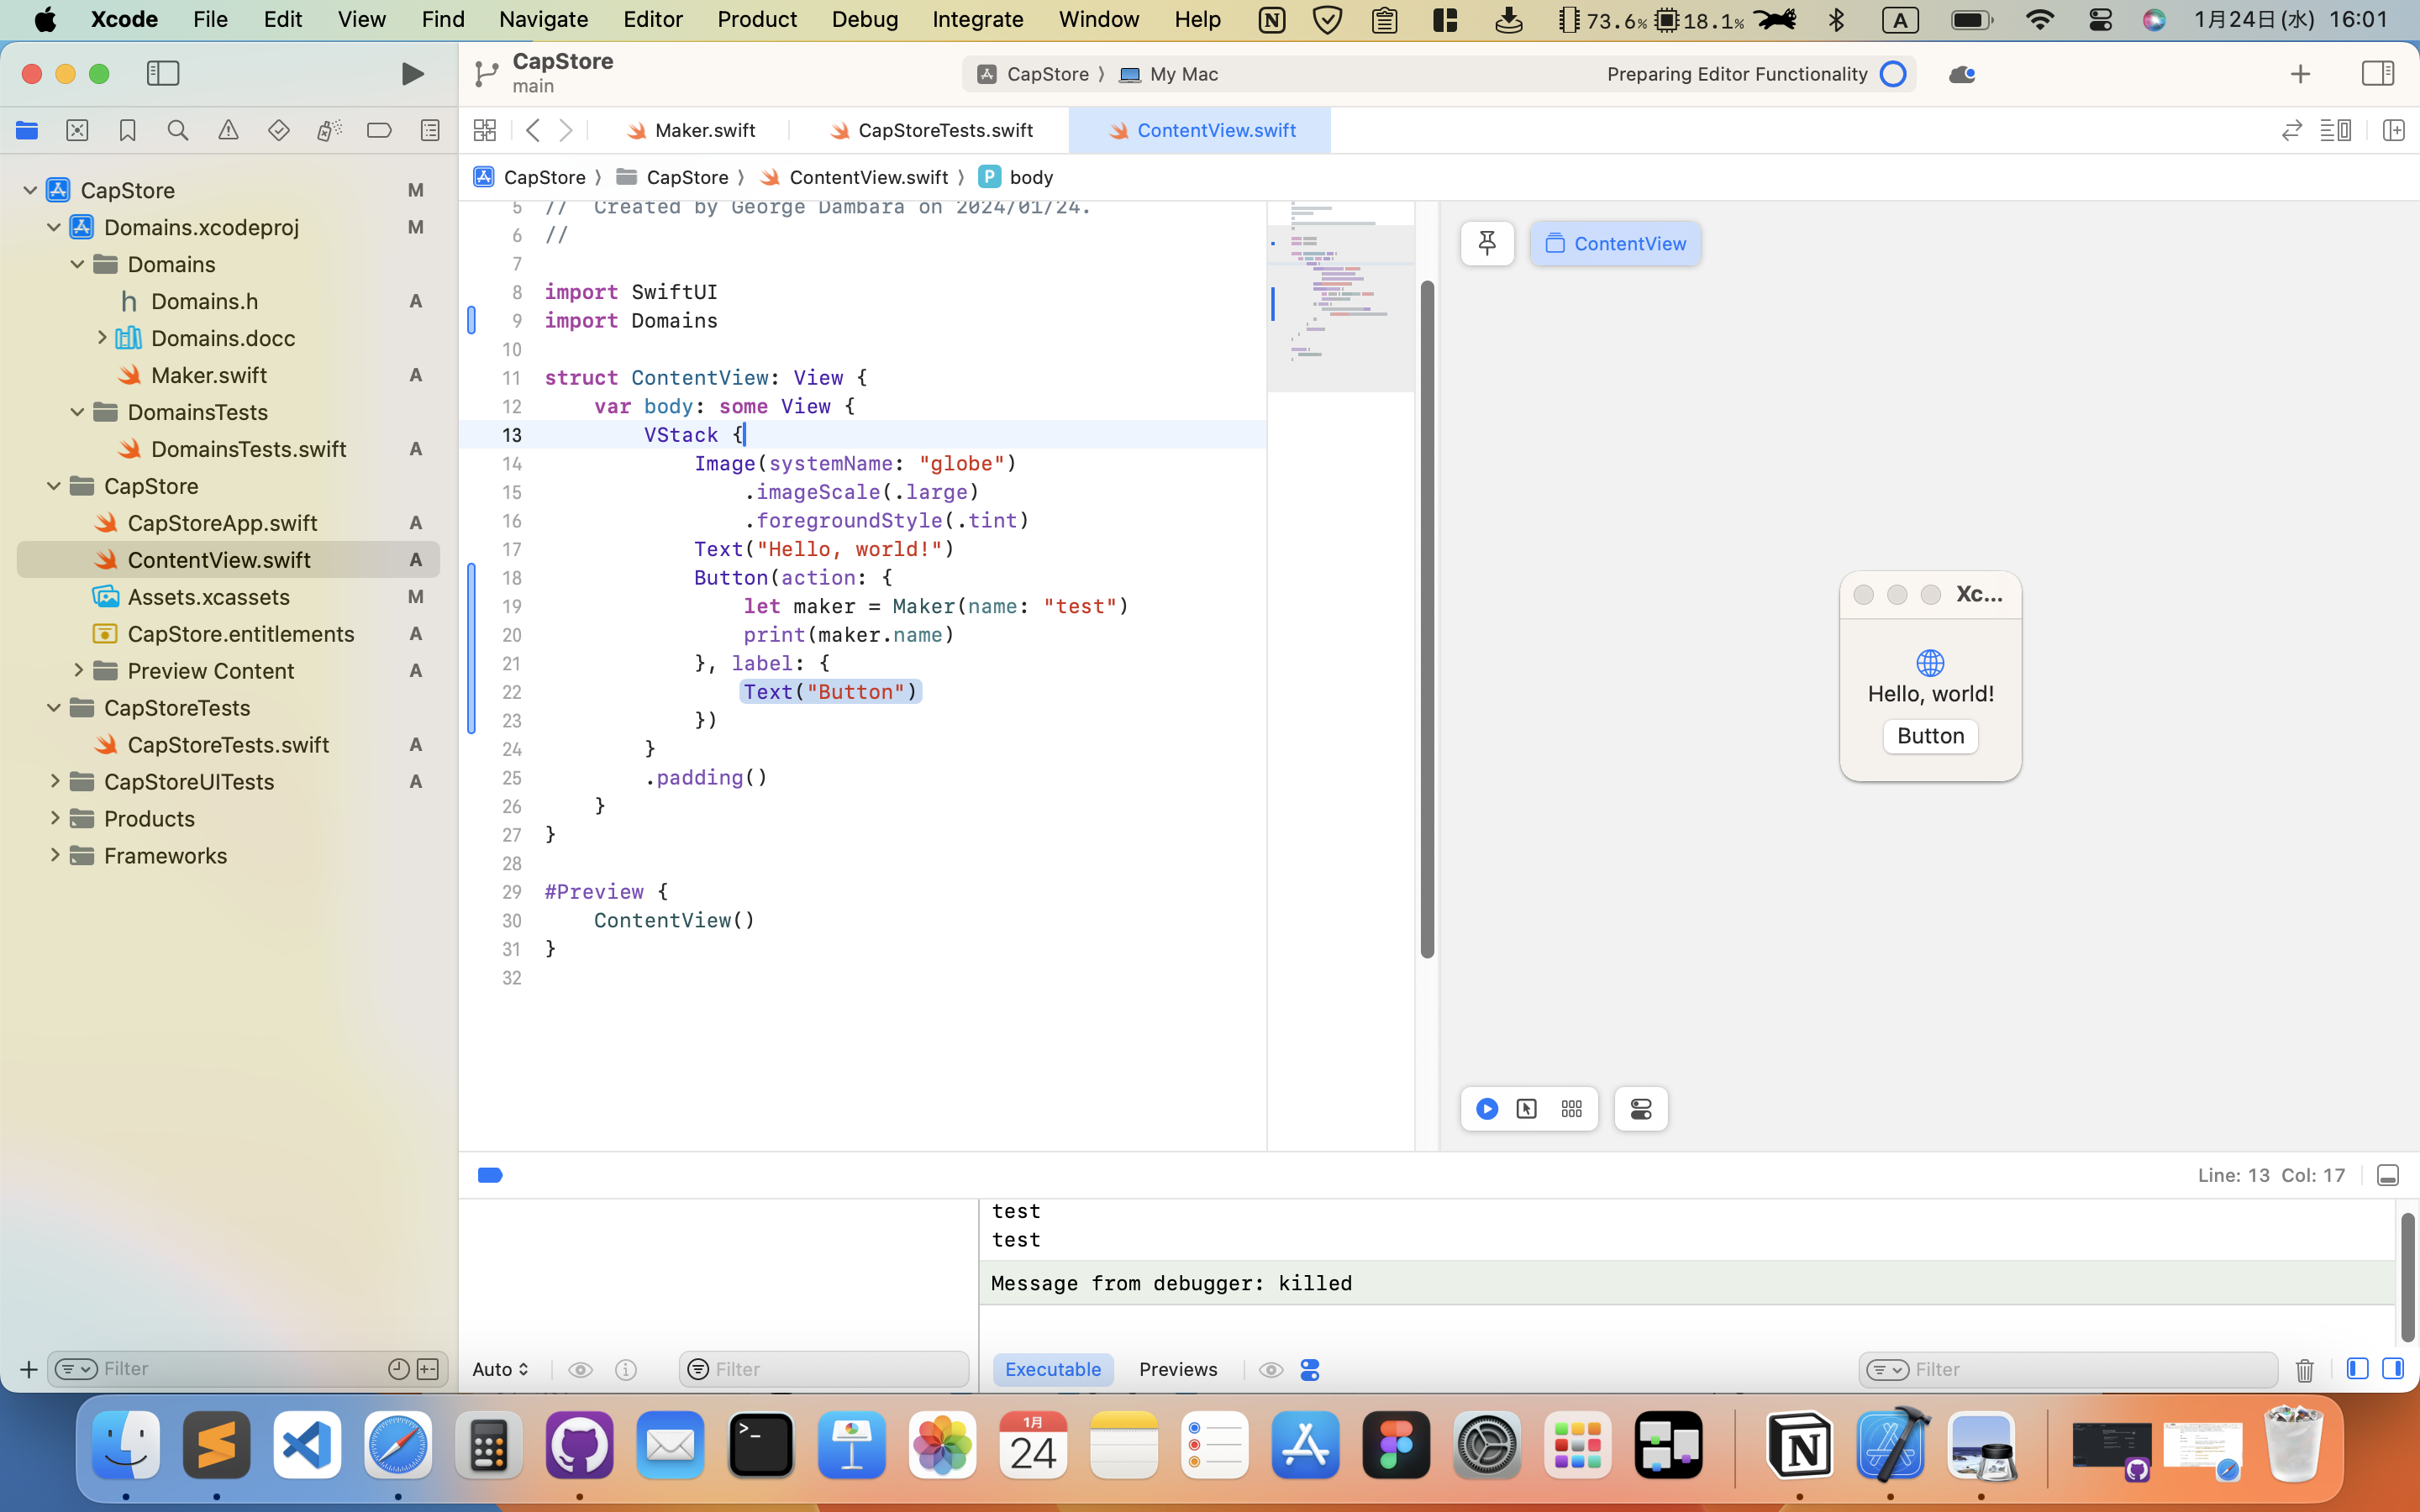 Xcode File Edit View Find Navigate Editor Product Debug Integrate Window Help 73.6% 18.1% A 1月24日(水) 16:01
CapStore
main
CapStore 〉 My Mac
Preparing Editor Functionality
Maker.swift
CapStoreTests.swift
ContentView.swift
CapStore 〉 CapStore 〉 ContentView.swift 〉 P body
CapStore M
Domains.xcodeproj M
Domains
Domains.h A
Domains.docc
Maker.swift A
DomainsTests
DomainsTests.swift A
CapStore
CapStoreApp.swift A
ContentView.swift A
Assets.xcassets M
CapStore.entitlements A
Preview Content A
CapStoreTests
CapStoreTests.swift A
CapStoreUITests A
Products
Frameworks
Filter
5 //  Created by George Dambara on 2024/01/24.
6 //
7
8 import SwiftUI
9 import Domains
10
11 struct ContentView: View {
12     var body: some View {
13         VStack {
14             Image(systemName: "globe")
15                 .imageScale(.large)
16                 .foregroundStyle(.tint)
17             Text("Hello, world!")
18             Button(action: {
19                 let maker = Maker(name: "test")
20                 print(maker.name)
21             }, label: {
22                 Text("Button")
23             })
24         }
25         .padding()
26     }
27 }
28
29 #Preview {
30     ContentView()
31 }
32
ContentView
Xc...
Hello, world!
Button
Line: 13 Col: 17
test
test
Message from debugger: killed
Auto
Filter
Executable Previews
Filter
1月
24